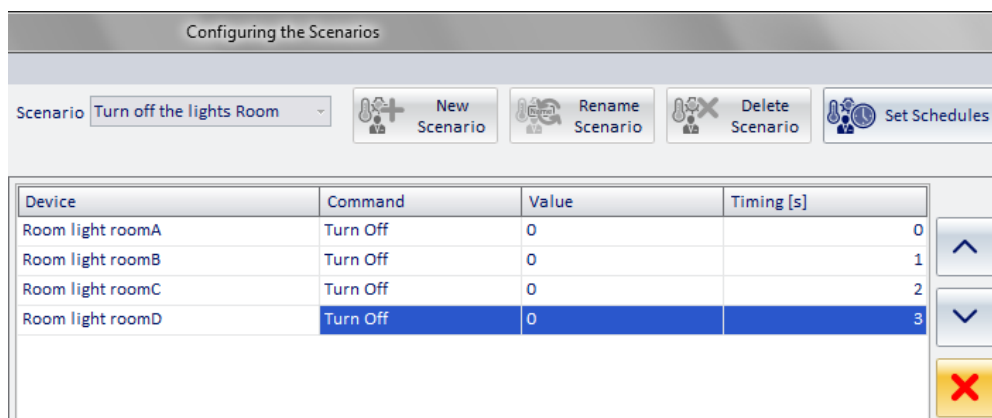 Configuring the Scenarios
Scenario Turn off the lights Room
New Scenario
Rename Scenario
Delete Scenario
Set Schedules
Device Command Value Timing [s]
Room light roomA Turn Off 0 0
Room light roomB Turn Off 0 1
Room light roomC Turn Off 0 2
Room light roomD Turn Off 0 3